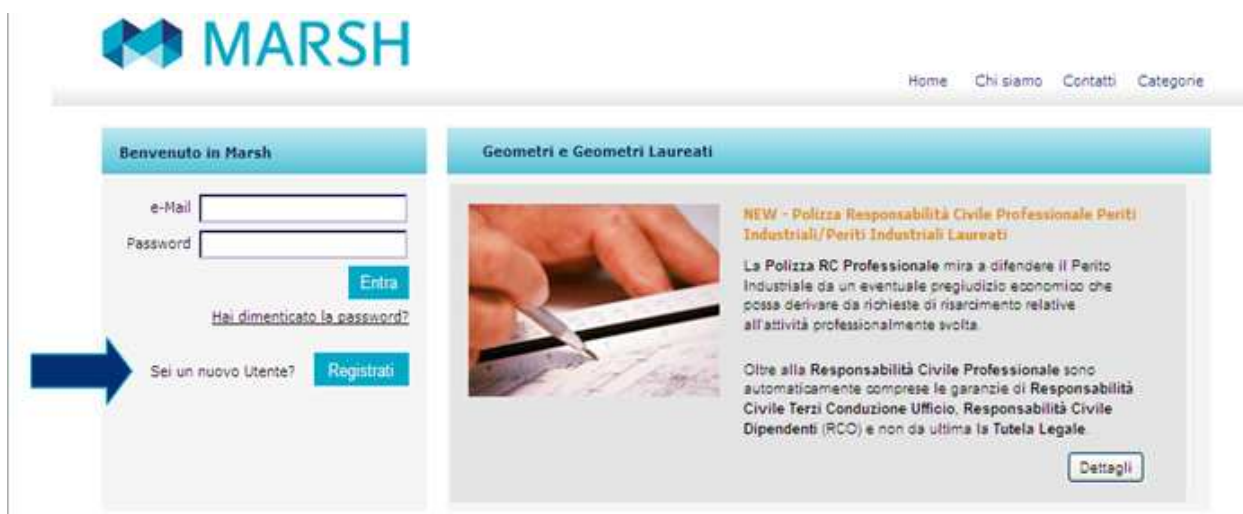 MARSH
Home Chi siamo Contatti Categorie
Benvenuto in Marsh
e-Mail
Password
Entra
Hai dimenticato la password?
Sei un nuovo Utente? Registrati
Geometri e Geometri Laureati
NEW - Polizza Responsabilità Civile Professionale Periti
Industriali/Periti Industriali Laureati
La Polizza RC Professionale mira a difendere il Perito
Industriale da un eventuale pregiudizio economico che
possa derivare da richieste di risarcimento relative
all'attività professionalmente svolta.
Oltre alla Responsabilità Civile Professionale sono
automaticamente comprese le garanzie di Responsabilità
Civile Terzi Conduzione Ufficio, Responsabilità Civile
Dipendenti (RCO) e non da ultima la Tutela Legale.
Dettagli